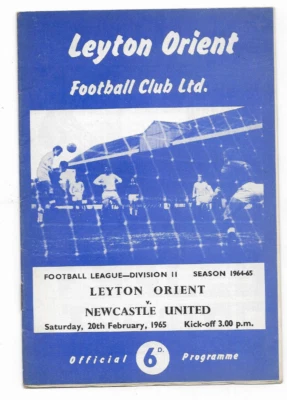 Leyton Orient
Football Club Ltd.
FOOTBALL LEAGUE—DIVISION II SEASON 1964-65
LEYTON ORIENT
v.
NEWCASTLE UNITED
Saturday, 20th February, 1965 Kick-off 3.00 p.m.
Official 6D. Programme